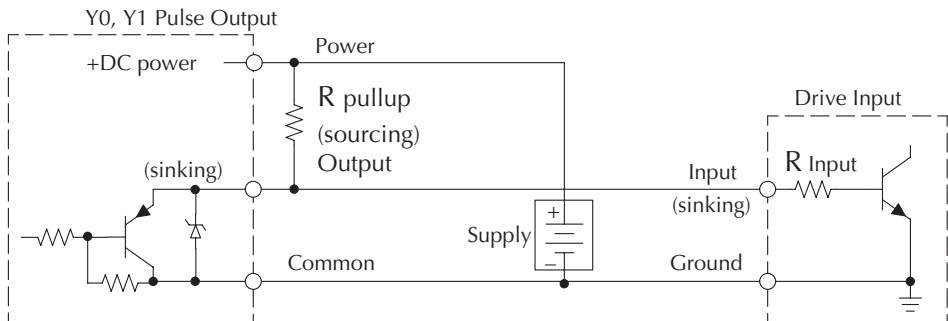 Y0, Y1 Pulse Output
+DC power
Power
R pullup
(sourcing)
Output
Drive Input
(sinking)
Input
(sinking)
R Input
+
Supply
–
Common
Ground